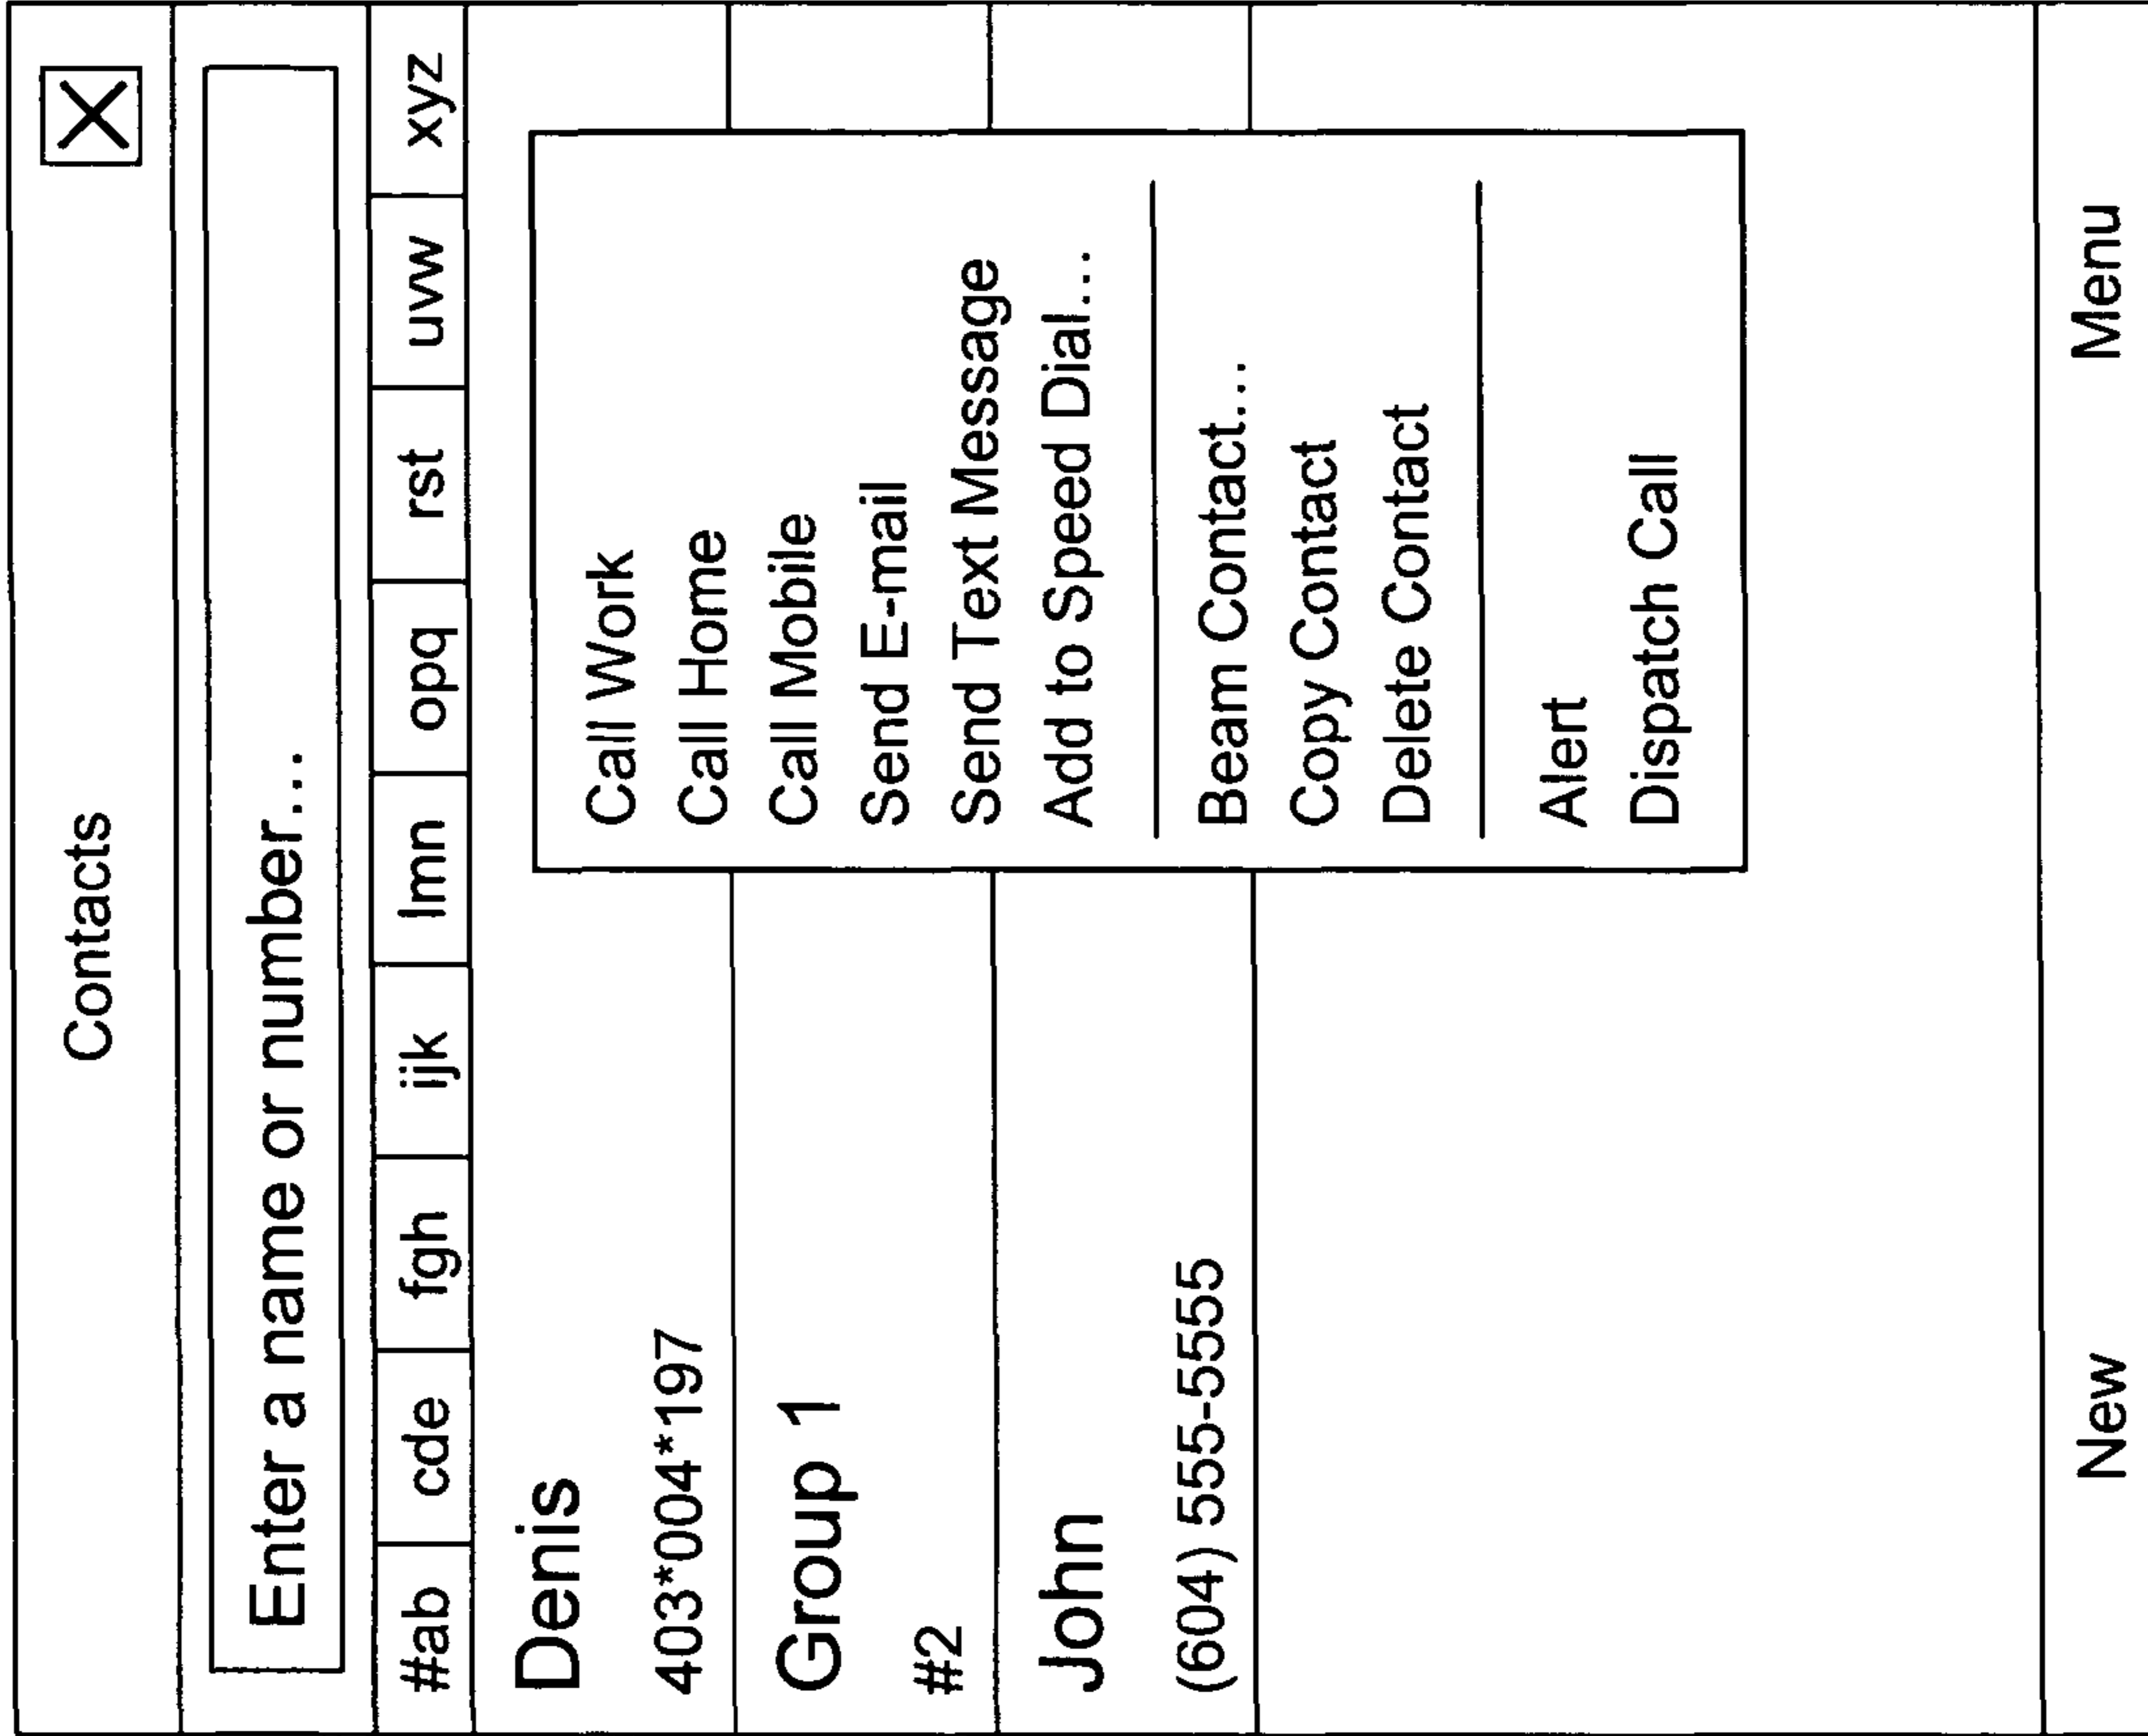 Contacts X
Enter a name or number...
#ab cde fgh ijk lmn opq rst uvw xyz
Denis
403*004*197
Group 1
#2
John
(604) 555-5555
Call Work
Call Home
Call Mobile
Send E-mail
Send Text Message
Add to Speed Dial...
Beam Contact...
Copy Contact
Delete Contact
Alert
Dispatch Call
New Menu